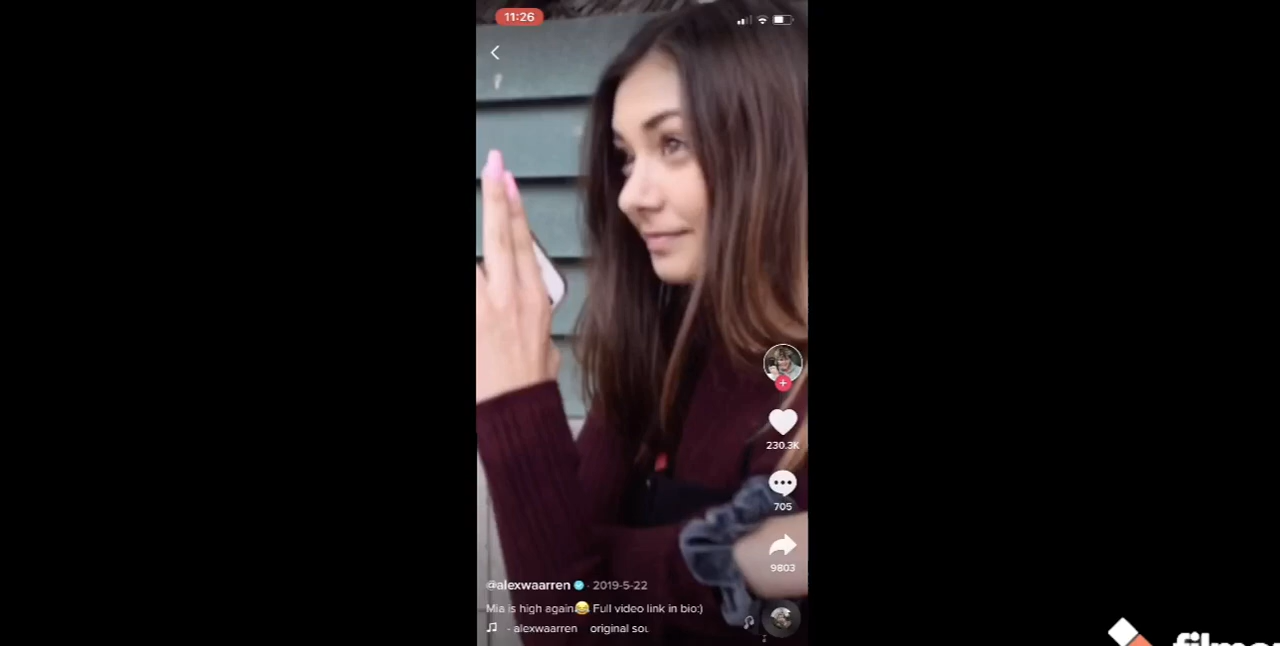 11:26
230.3K
705
9803
@alexwaarren · 2019-5-22
Mia is high again😂 Full video link in bio:)
- alexwaarren original sou
filmor